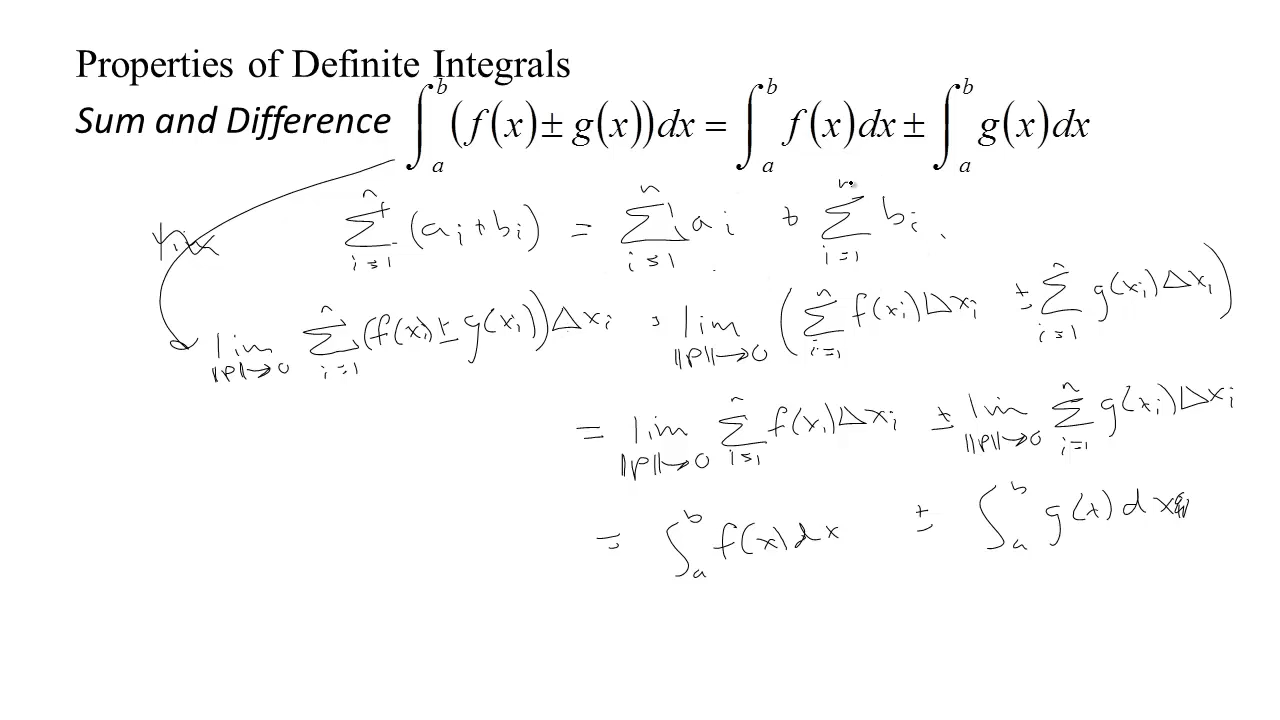 Properties of Definite Integrals
Sum and Difference ∫_a^b (f(x) ± g(x))dx = ∫_a^b f(x)dx ± ∫_a^b g(x)dx
∑_{i=1}^n (a_i + b_i) = ∑_{i=1}^n a_i + ∑_{i=1}^n b_i .
lim_{||P||→0} ∑_{i=1}^n (f(x_i) ± g(x_i)) Δx_i = lim_{||P||→0} (∑_{i=1}^n f(x_i)Δx_i ± ∑_{i=1}^n g(x_i)Δx_i)
= lim_{||P||→0} ∑_{i=1}^n f(x_i)Δx_i ± lim_{||P||→0} ∑_{i=1}^n g(x_i)Δx_i
= ∫_a^b f(x)dx ± ∫_a^b g(x)dx